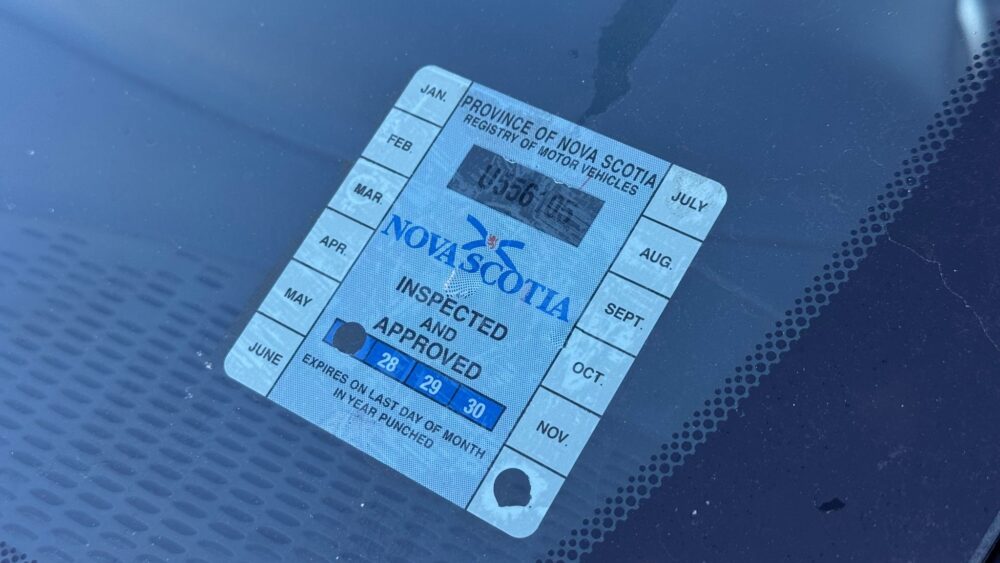 JAN.
FEB
MAR.
APR.
MAY
JUNE
PROVINCE OF NOVA SCOTIA
REGISTRY OF MOTOR VEHICLES
NOVA SCOTIA
INSPECTED
AND
APPROVED
28 29 30
EXPIRES ON LAST DAY OF MONTH
IN YEAR PUNCHED
JULY
AUG.
SEPT.
OCT.
NOV.